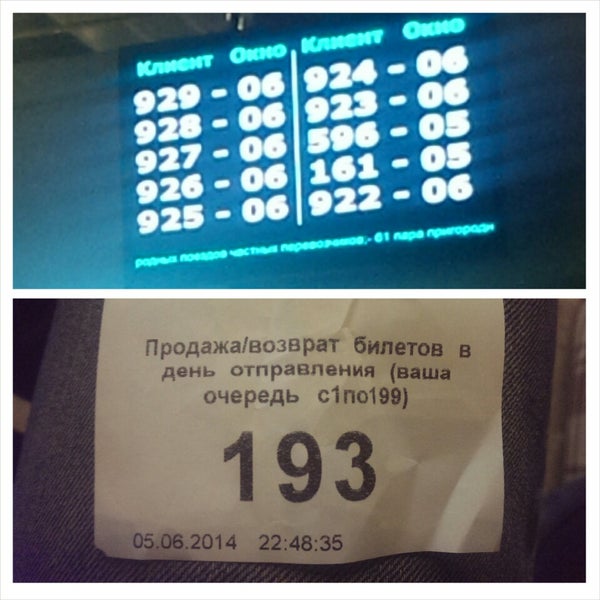 Клиент Окно Клиент Окно
929 - 06 924 - 06
928 - 06 923 - 06
927 - 06 596 - 05
926 - 06 161 - 05
925 - 06 922 - 06
родных поездов частных перевозчиков;- 61 пара пригородн
Продажа/возврат билетов в
день отправления (ваша
очередь с1по199)
193
05.06.2014 22:48:35